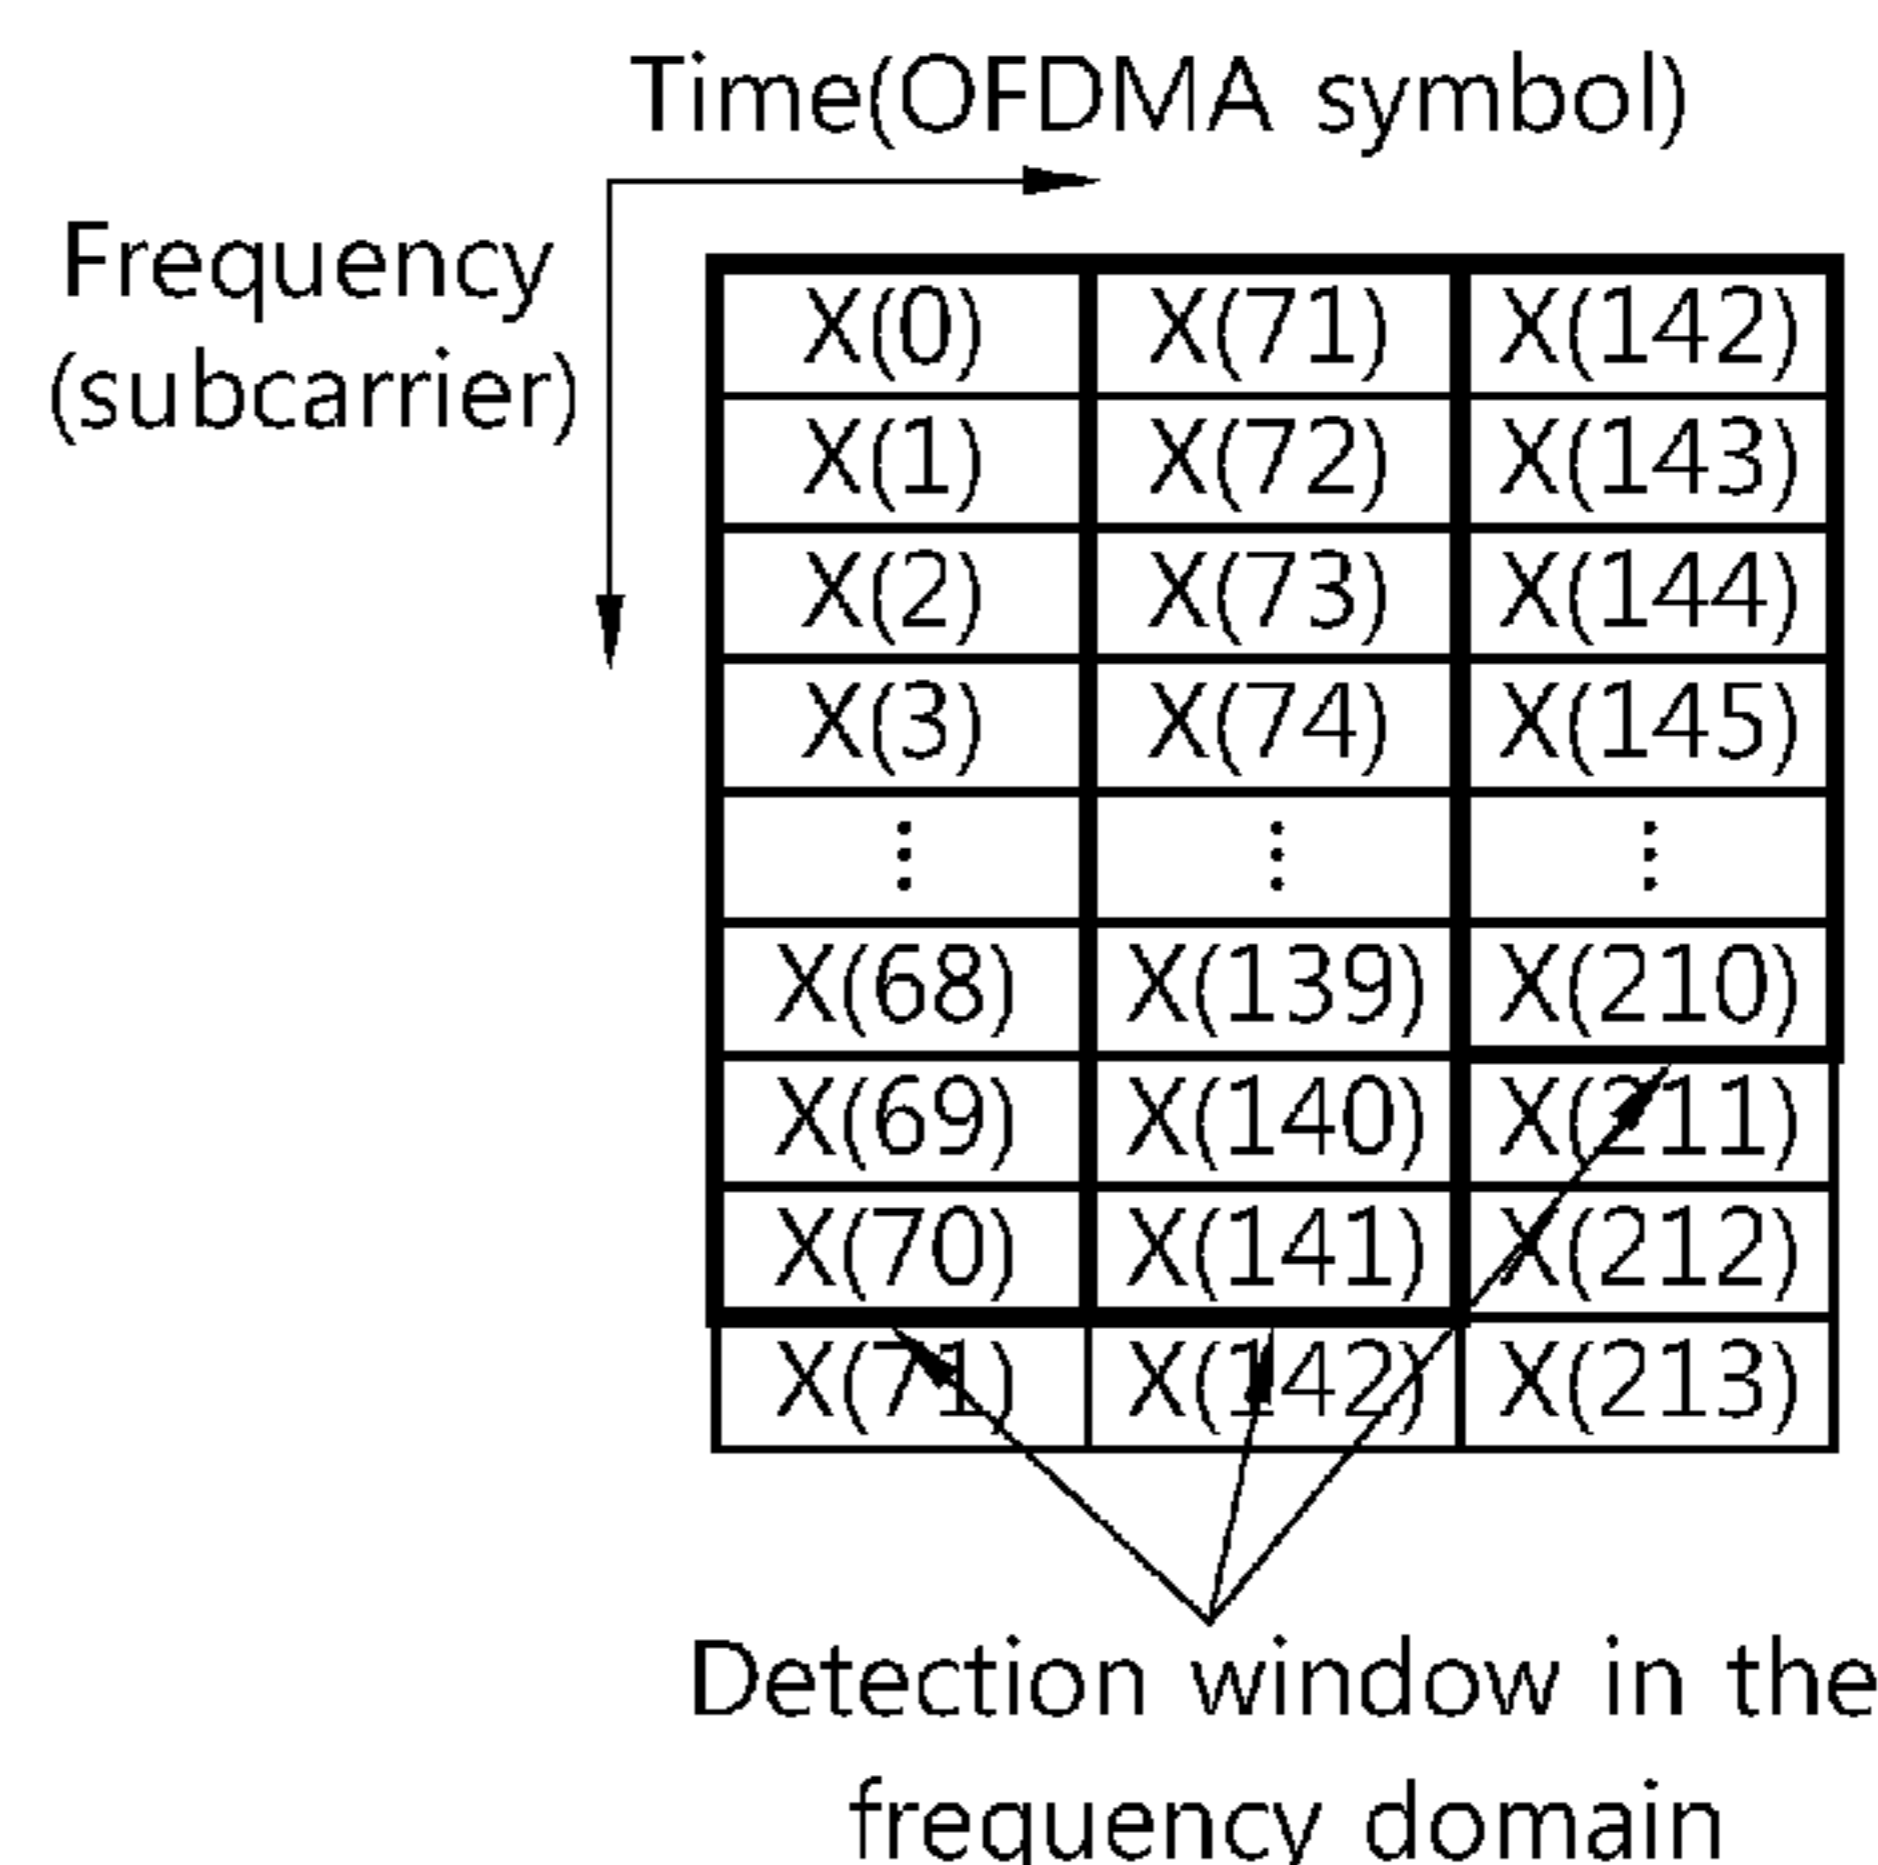 Time(OFDMA symbol)
Frequency
(subcarrier)
X(0) X(71) X(142)
X(1) X(72) X(143)
X(2) X(73) X(144)
X(3) X(74) X(145)
⋮ ⋮ ⋮
X(68) X(139) X(210)
X(69) X(140) X(211)
X(70) X(141) X(212)
X(71) X(142) X(213)
Detection window in the
frequency domain